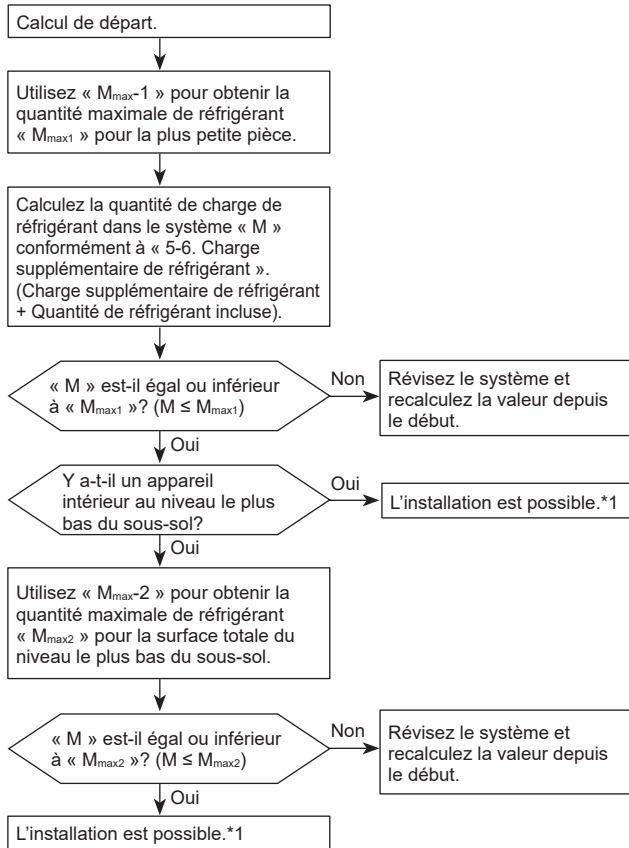 Calcul de départ.
Utilisez « Mmax-1 » pour obtenir la
quantité maximale de réfrigérant
« Mmax1 » pour la plus petite pièce.
Calculez la quantité de charge de
réfrigérant dans le système « M »
conformément à « 5-6. Charge
supplémentaire de réfrigérant ».
(Charge supplémentaire de réfrigérant
+ Quantité de réfrigérant incluse).
« M » est-il égal ou inférieur
à « Mmax1 »? (M ≤ Mmax1)
Non
Révisez le système et
recalculez la valeur depuis
le début.
Oui
Y a-t-il un appareil
intérieur au niveau le plus
bas du sous-sol?
Oui
L'installation est possible.*1
Oui
Utilisez « Mmax-2 » pour obtenir la
quantité maximale de réfrigérant
« Mmax2 » pour la surface totale du
niveau le plus bas du sous-sol.
« M » est-il égal ou inférieur
à « Mmax2 »? (M ≤ Mmax2)
Non
Révisez le système et
recalculez la valeur depuis
le début.
Oui
L'installation est possible.*1